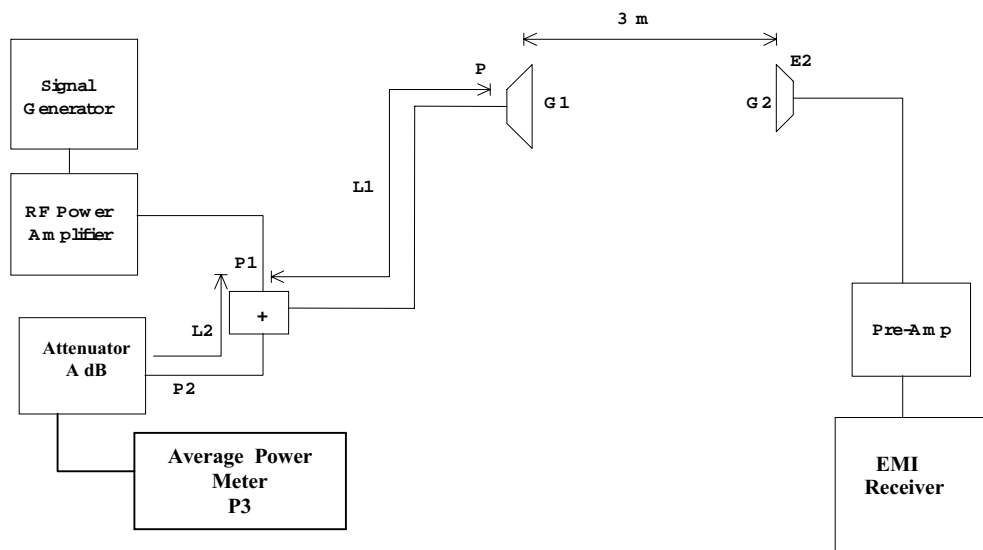 3 m
Signal
Generator
P
E2
G1
G2
L1
RF Power
Amplifier
P1
+
L2
Attenuator
A dB
P2
Pre-Amp
Average Power
Meter
P3
EMI
Receiver